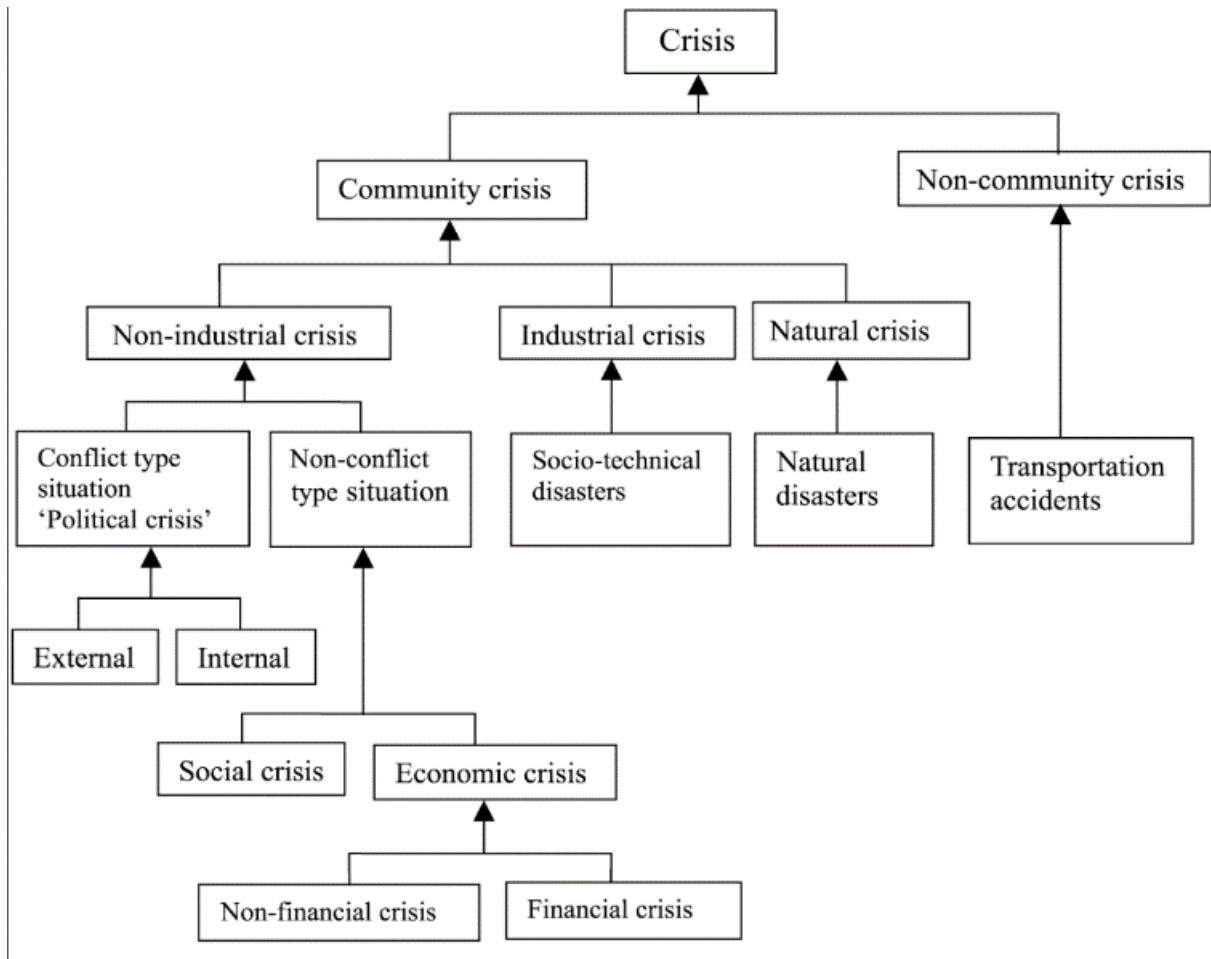 Crisis
Community crisis
Non-community crisis
Non-industrial crisis
Industrial crisis
Natural crisis
Conflict type
situation
‘Political crisis’
Non-conflict
type situation
Socio-technical
disasters
Natural
disasters
Transportation
accidents
External
Internal
Social crisis
Economic crisis
Non-financial crisis
Financial crisis